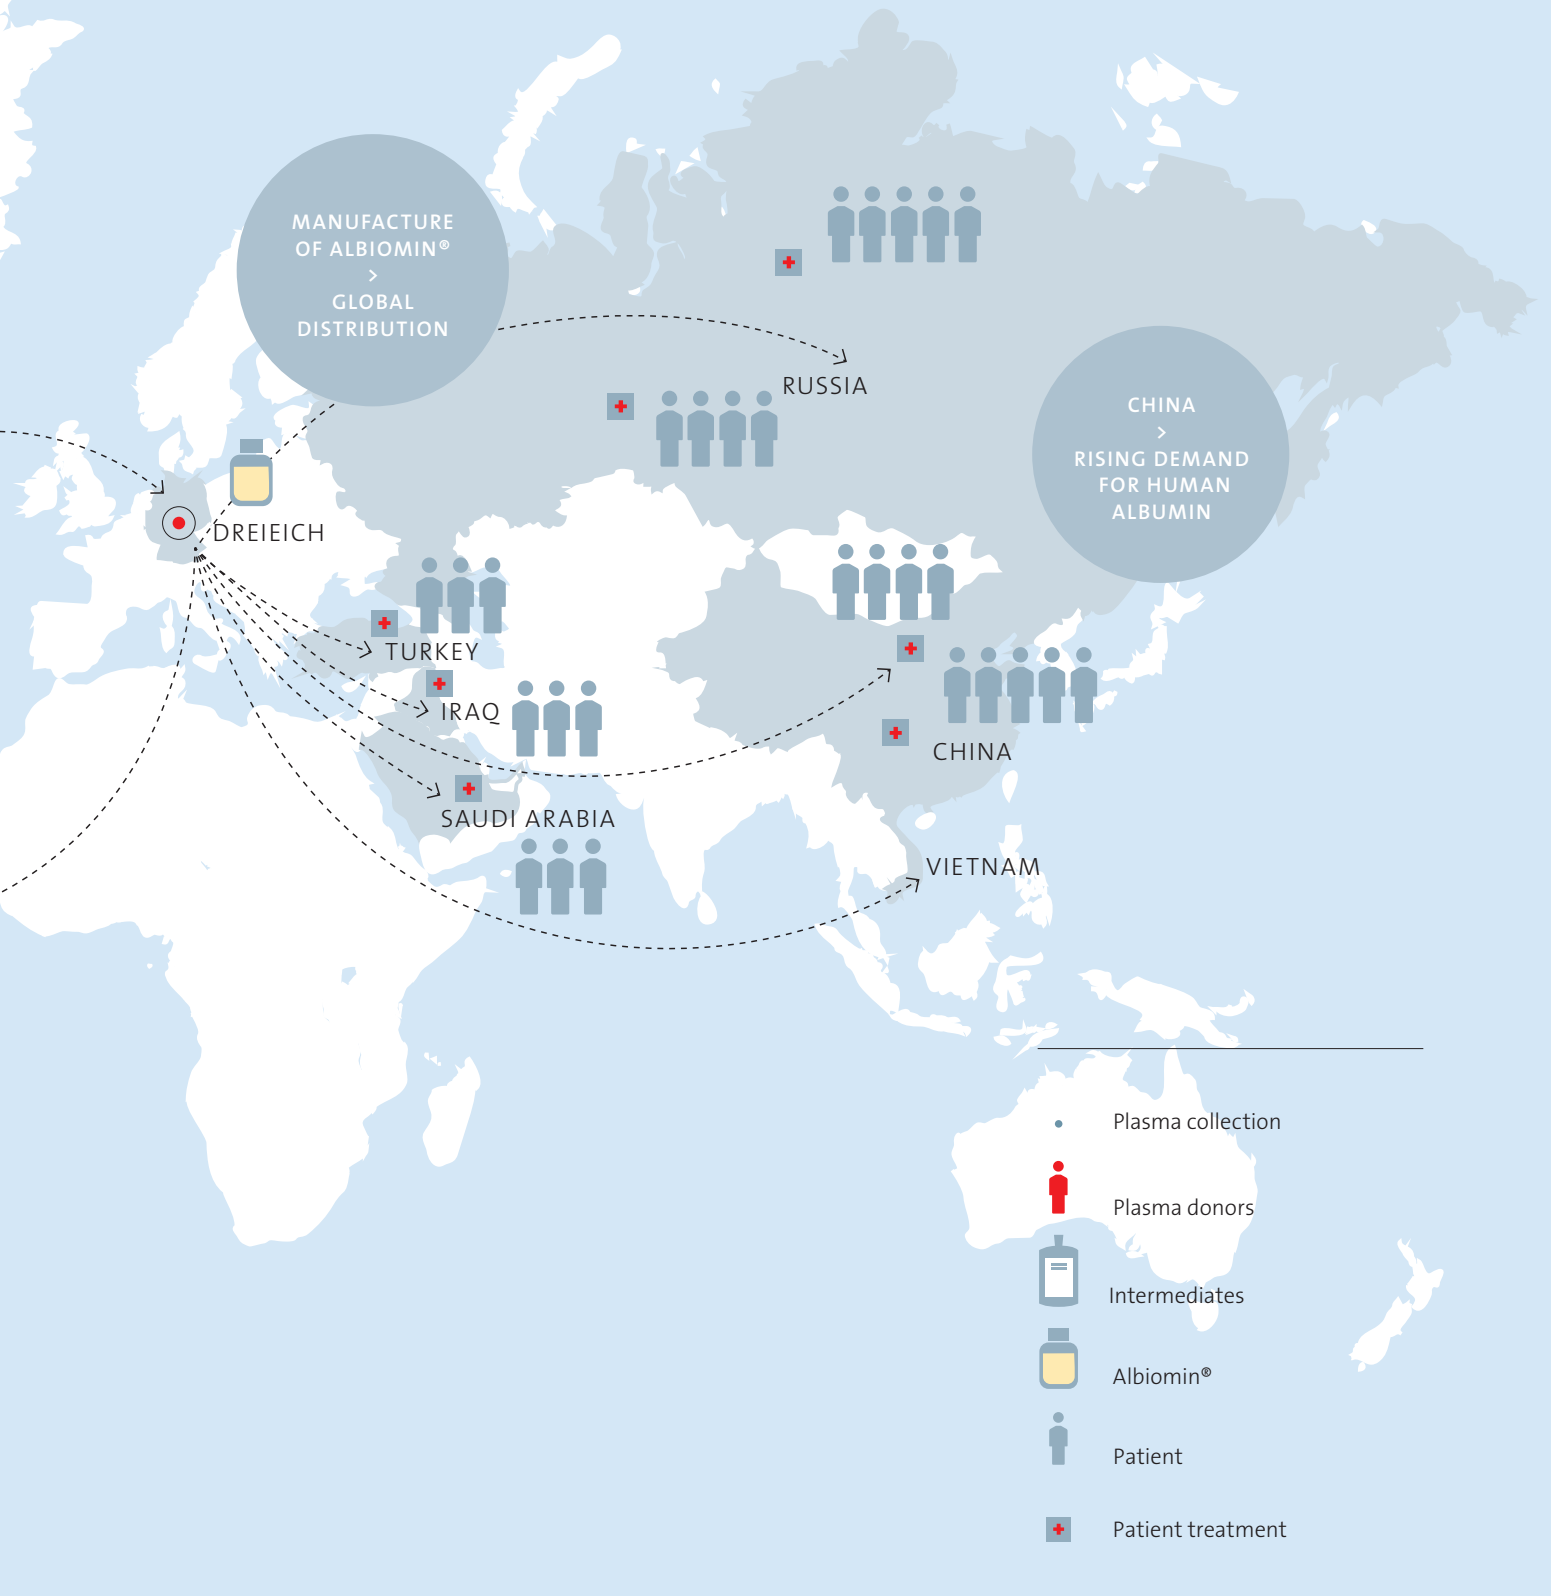 MANUFACTURE
OF ALBIOMIN®
>
GLOBAL
DISTRIBUTION
RUSSIA
CHINA
>
RISING DEMAND
FOR HUMAN
ALBUMIN
DREIEICH
TURKEY
IRAQ
CHINA
SAUDI ARABIA
VIETNAM
Plasma collection
Plasma donors
Intermediates
Albiomin®
Patient
Patient treatment